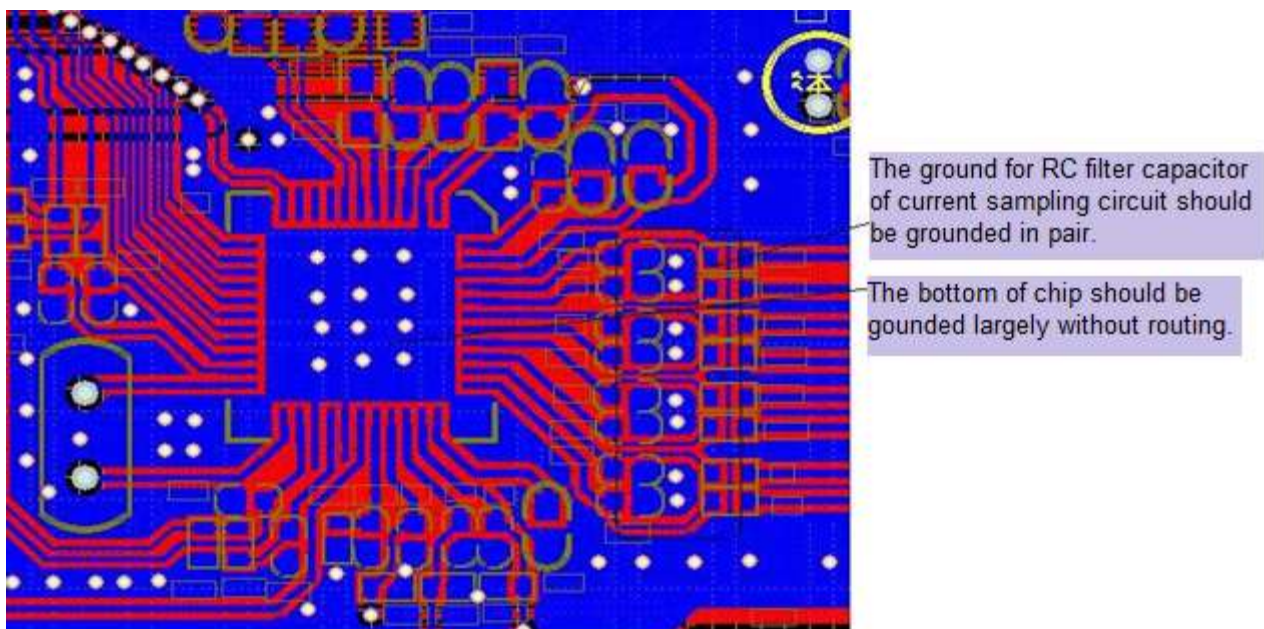 The ground for RC filter capacitor
of current sampling circuit should
be grounded in pair.
The bottom of chip should be
gounded largely without routing.